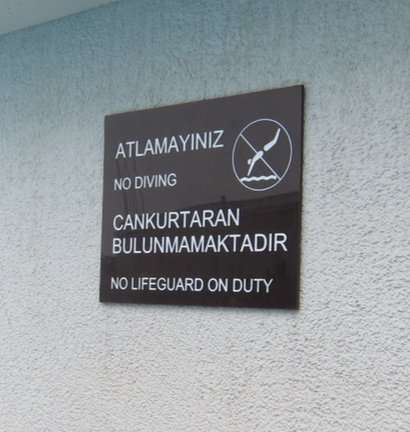 ATLAMAYINIZ
NO DIVING
CANKURTARAN
BULUNMAMAKTADIR
NO LIFEGUARD ON DUTY